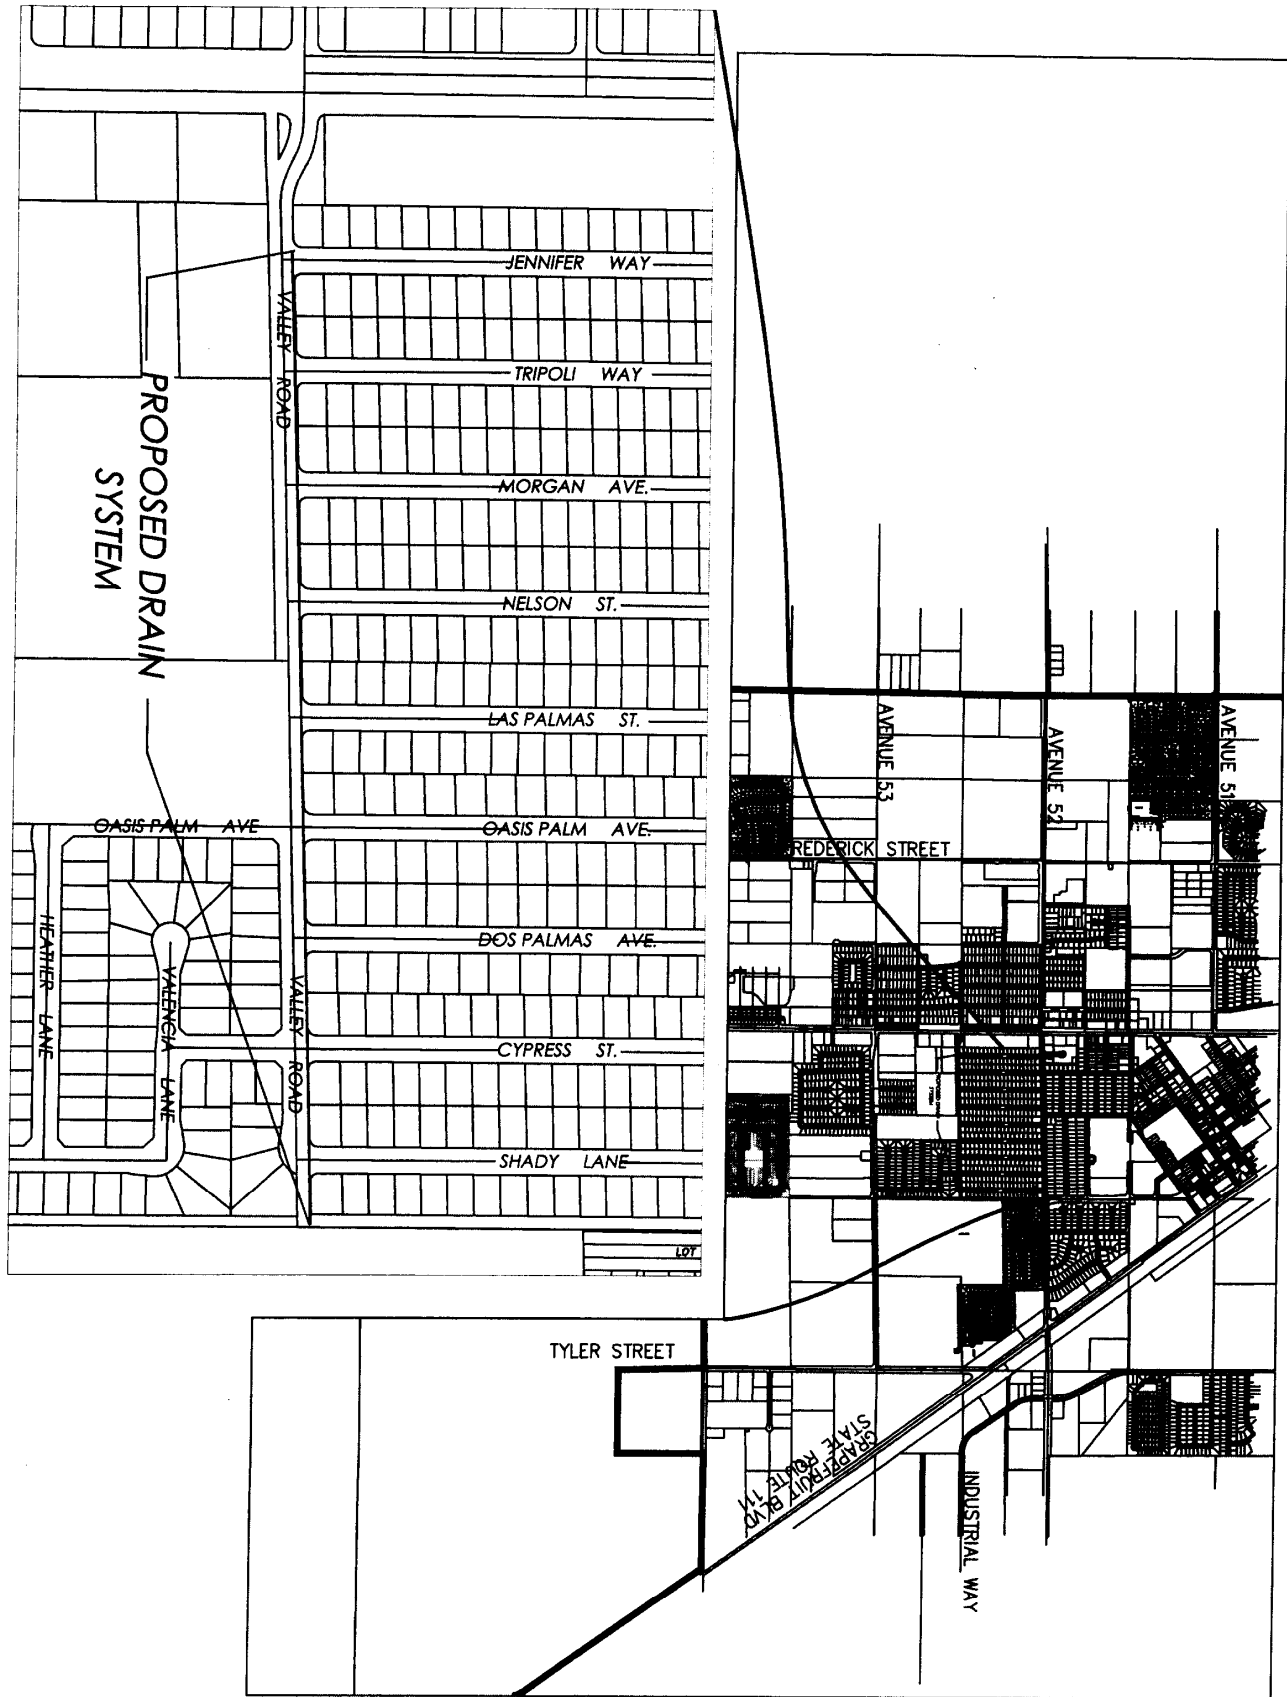 JENNIFER WAY
VALLEY ROAD
TRIPOLI WAY
PROPOSED DRAIN
SYSTEM
MORGAN AVE.
NELSON ST.
LAS PALMAS ST.
OASIS PALM AVE
OASIS PALM AVE.
DOS PALMAS AVE.
HEATHER LANE
VALENCIA LANE
VALLEY ROAD
CYPRESS ST.
SHADY LANE
LOT
AVENUE 53
AVENUE 52
AVENUE 51
REDERICK STREET
TYLER STREET
GRAPEFRUIT BLVD
STATE ROUTE 111
INDUSTRIAL WAY